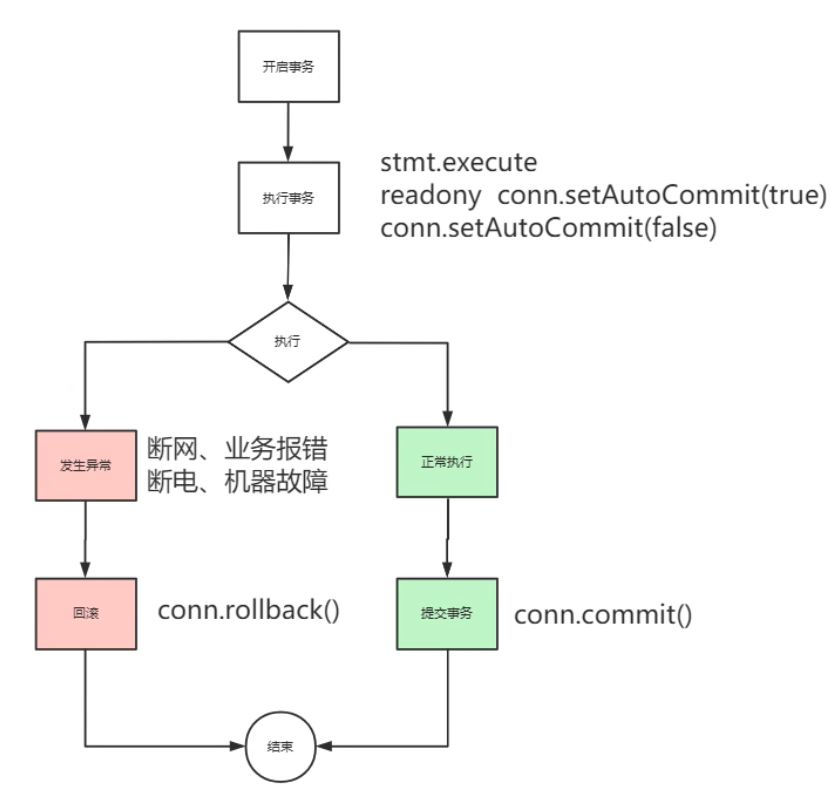 开启事务
stmt.execute
readony conn.setAutoCommit(true)
执行事务
conn.setAutoCommit(false)
执行
断网、业务报错
发生异常
正常执行
断电、机器故障
回滚
conn.rollback()
提交事务
conn.commit()
结束